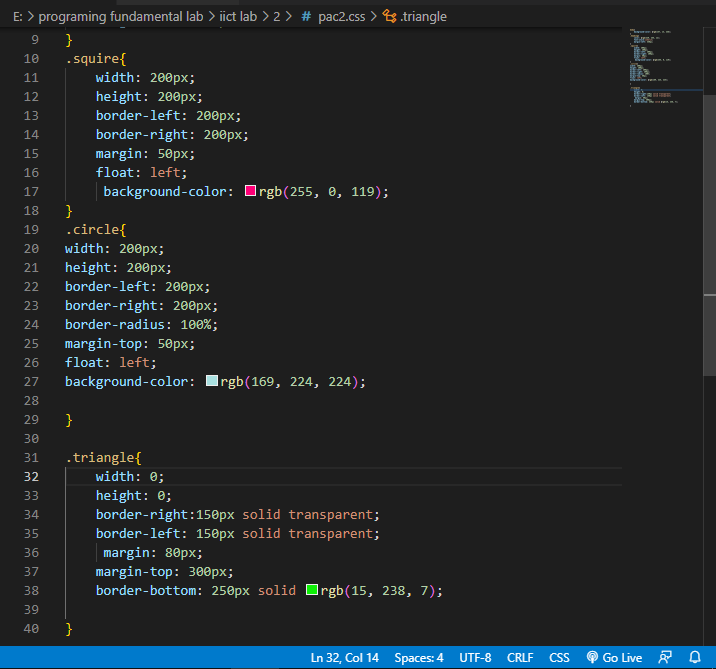 E: > programing fundamental lab > iict lab > 2 > # pac2.css > .triangle
9 }
10 .squire{
11 width: 200px;
12 height: 200px;
13 border-left: 200px;
14 border-right: 200px;
15 margin: 50px;
16 float: left;
17 background-color: rgb(255, 0, 119);
18 }
19 .circle{
20 width: 200px;
21 height: 200px;
22 border-left: 200px;
23 border-right: 200px;
24 border-radius: 100%;
25 margin-top: 50px;
26 float: left;
27 background-color: rgb(169, 224, 224);
28
29 }
30
31 .triangle{
32 width: 0;
33 height: 0;
34 border-right:150px solid transparent;
35 border-left: 150px solid transparent;
36 margin: 80px;
37 margin-top: 300px;
38 border-bottom: 250px solid rgb(15, 238, 7);
39
40 }
Ln 32, Col 14 Spaces: 4 UTF-8 CRLF CSS Go Live